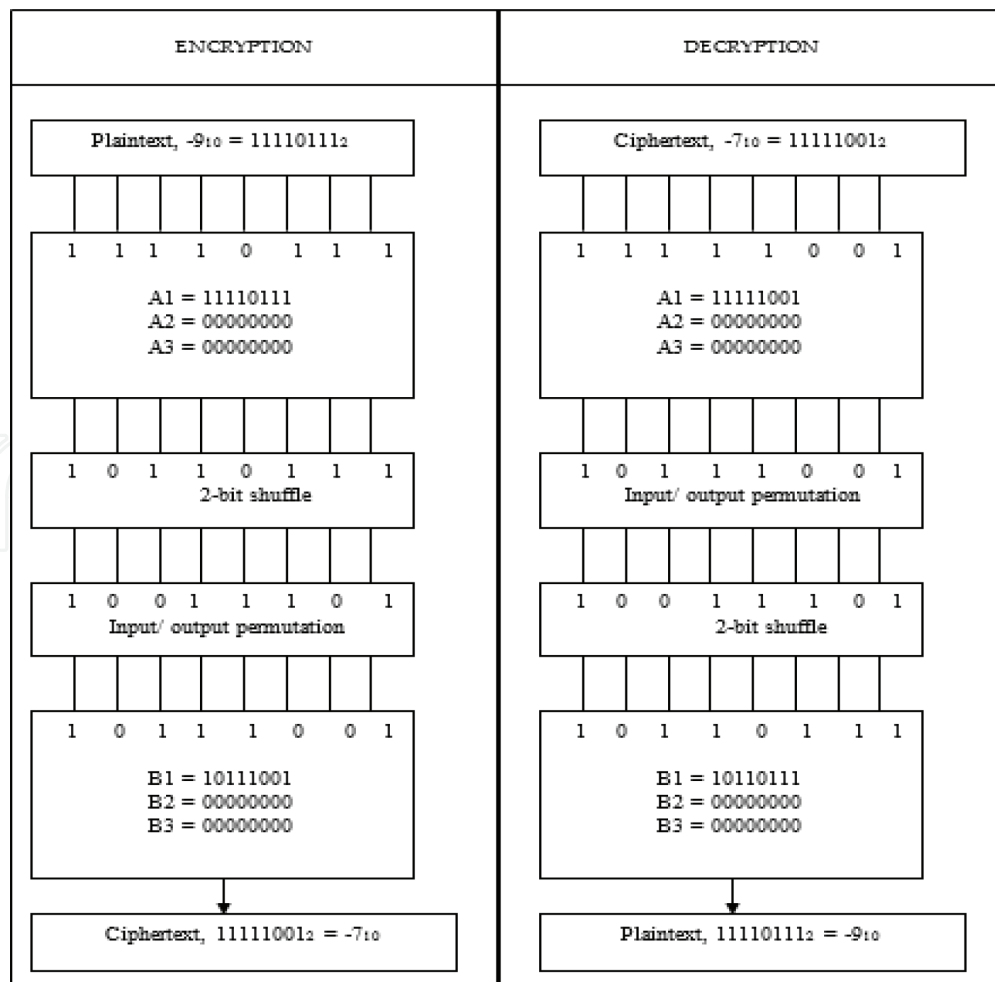 ENCRYPTION
Plaintext, -9₁₀ = 11110111₂
1 1 1 1 0 1 1 1
A1 = 11110111
A2 = 00000000
A3 = 00000000
1 0 1 1 0 1 1 1
2-bit shuffle
1 0 0 1 1 1 0 1
Input/ output permutation
1 0 1 1 1 0 0 1
B1 = 10111001
B2 = 00000000
B3 = 00000000
Ciphertext, 11111001₂ = -7₁₀
DECRYPTION
Ciphertext, -7₁₀ = 11111001₂
1 1 1 1 1 0 0 1
A1 = 11111001
A2 = 00000000
A3 = 00000000
1 0 1 1 1 0 0 1
Input/ output permutation
1 0 0 1 1 1 0 1
2-bit shuffle
1 0 1 1 0 1 1 1
B1 = 10110111
B2 = 00000000
B3 = 00000000
Plaintext, 11110111₂ = -9₁₀